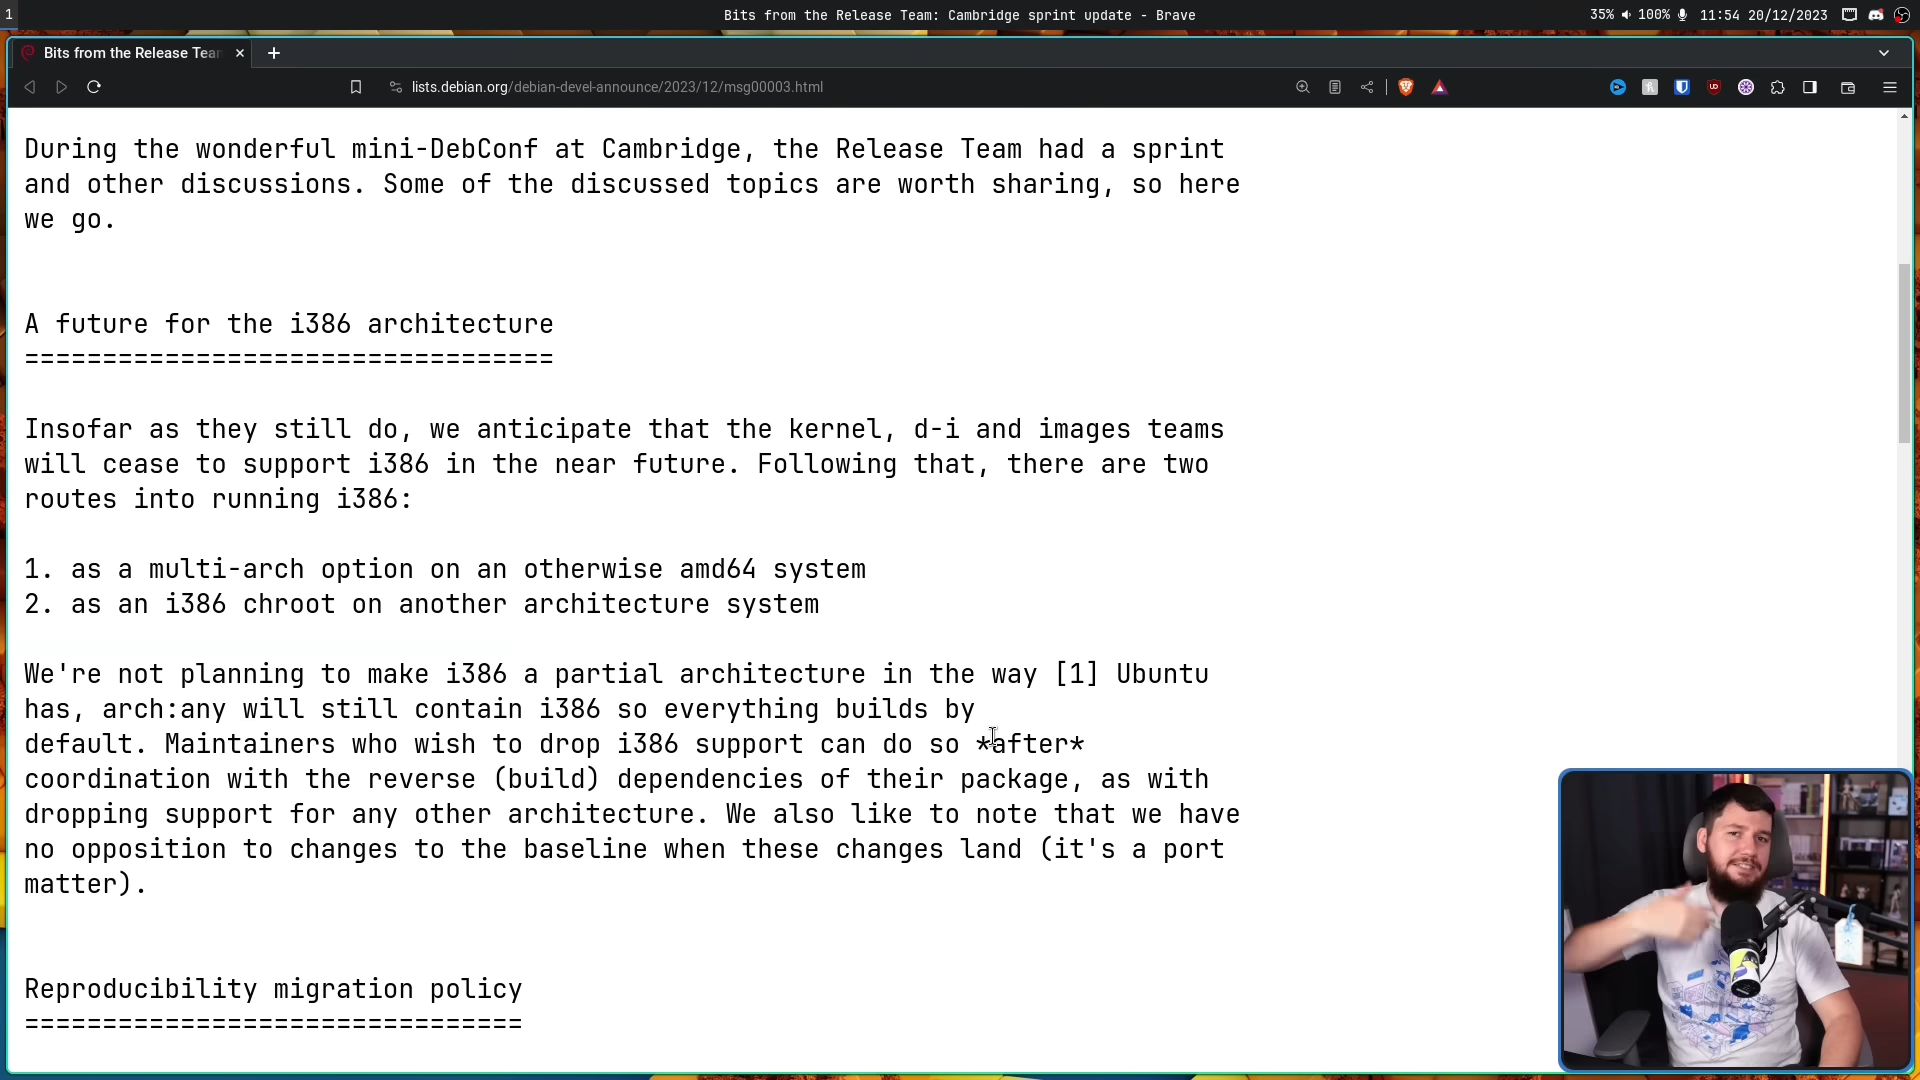 1
Bits from the Release Team: Cambridge sprint update - Brave
35% 100% 11:54 20/12/2023
Bits from the Release Tea
lists.debian.org/debian-devel-announce/2023/12/msg00003.html
During the wonderful mini-DebConf at Cambridge, the Release Team had a sprint
and other discussions. Some of the discussed topics are worth sharing, so here
we go.
A future for the i386 architecture
==================================
Insofar as they still do, we anticipate that the kernel, d-i and images teams
will cease to support i386 in the near future. Following that, there are two
routes into running i386:
1. as a multi-arch option on an otherwise amd64 system
2. as an i386 chroot on another architecture system
We're not planning to make i386 a partial architecture in the way [1] Ubuntu
has, arch:any will still contain i386 so everything builds by
default. Maintainers who wish to drop i386 support can do so *after*
coordination with the reverse (build) dependencies of their package, as with
dropping support for any other architecture. We also like to note that we have
no opposition to changes to the baseline when these changes land (it's a port
matter).
Reproducibility migration policy
================================